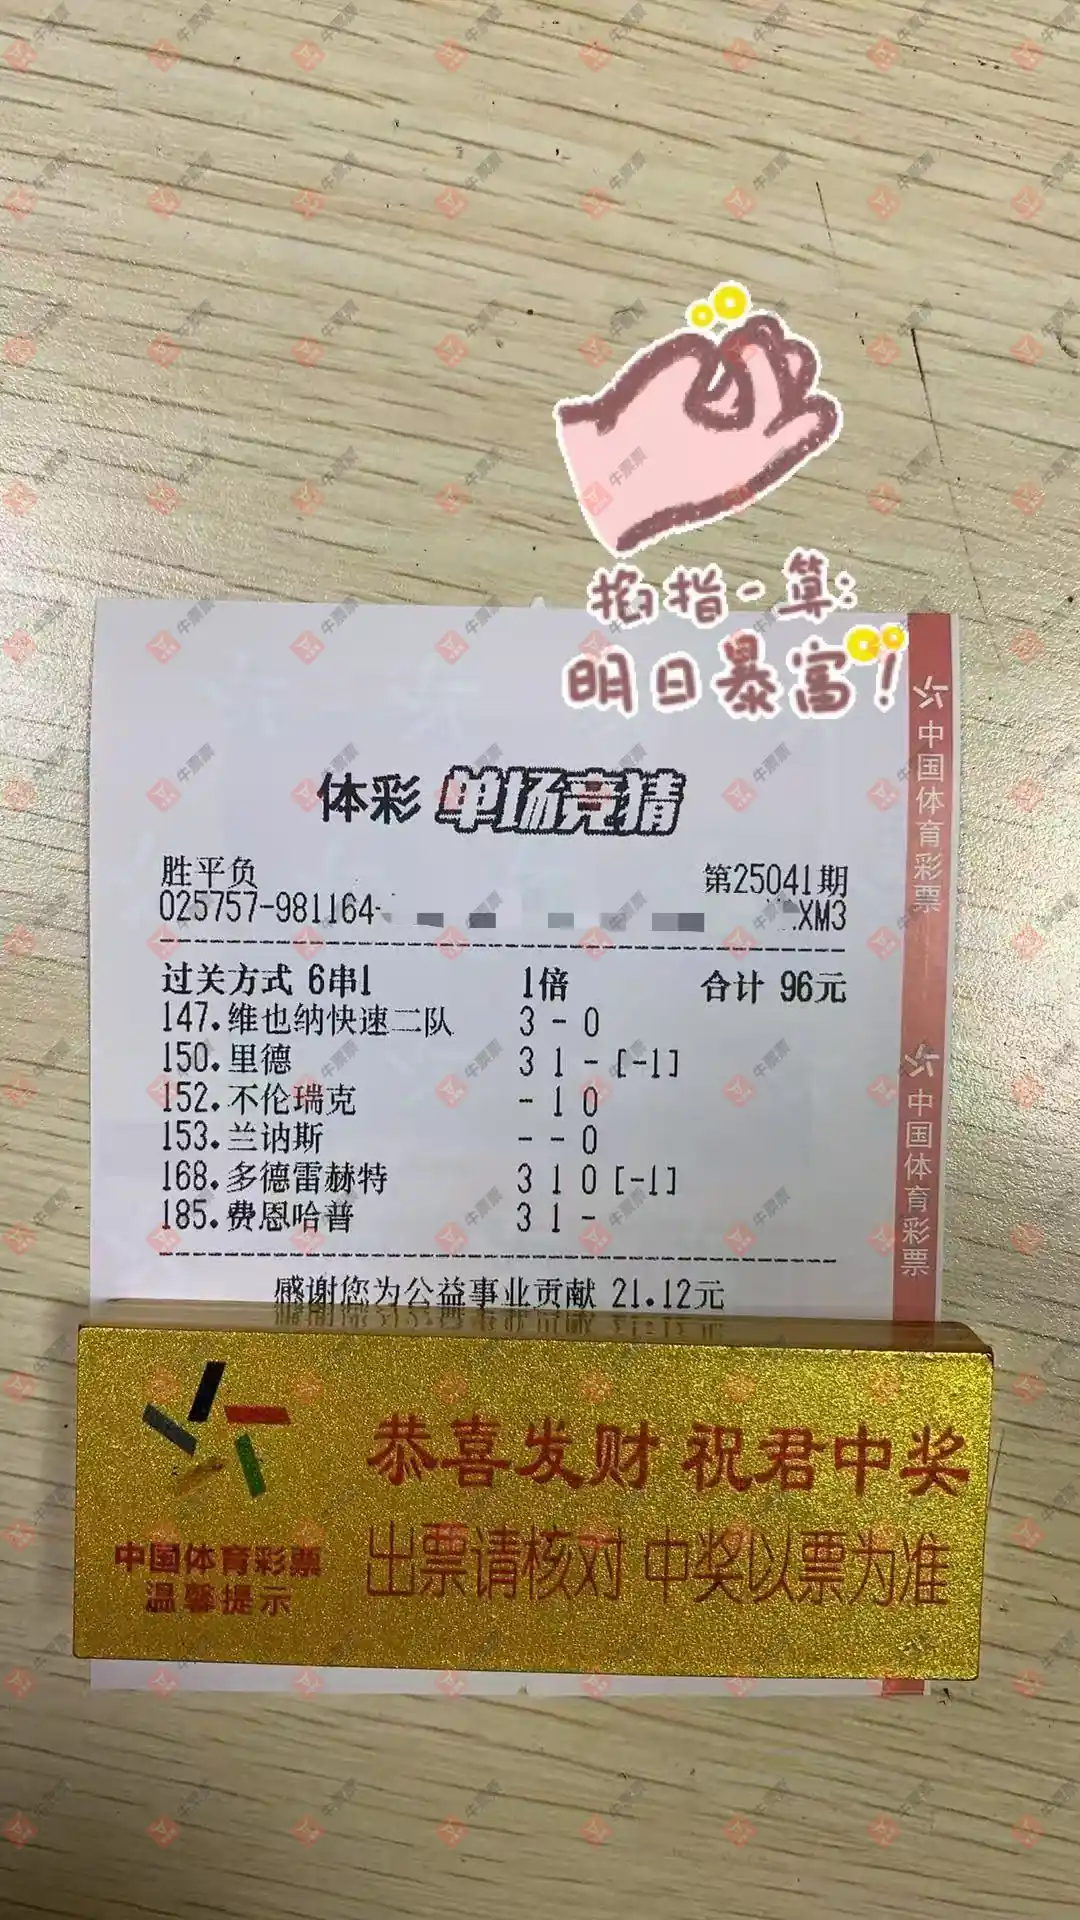 掐指一算:
明日暴富!
体彩 单场竞猜
胜平负 第25041期
025757-981164- XM3
过关方式 6串1 1倍 合计 96元
147.维也纳快速二队 3 - 0
150.里德 3 1 - [-1]
152.不伦瑞克 - 1 0
153.兰讷斯 - - 0
168.多德雷赫特 3 1 0 [-1]
185.费恩哈普 3 1 -
感谢您为公益事业贡献 21.12元
中国体育彩票
中国体育彩票
恭喜发财 祝君中奖
出票请核对 中奖以票为准
中国体育彩票
温馨提示
牛票票